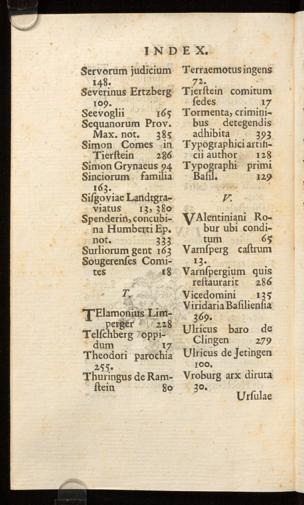 INDEX.
Servorum judicium
148.
Severinus Ertzberg
109.
Seevoglii 165
Sequanorum Prov.
Max. not. 385
Simon Comes in
Tierstein 286
Simon Grynaeus 94
Sinciorum familia
163.
Sisgoviae Landtgra-
viatus 13, 380
Spenderin, concubi-
na Humberti Ep.
not. 333
Surliorum gent 163
Sougerenses Comi-
tes 18
T.
TElamonius Lim-
perger 228
Telschberg oppi-
dum 17
Theodori parochia
255.
Thuringus de Ram-
stein 80
Terraemotus ingens
72.
Tierstein comitum
sedes 17
Tormenta, crimini-
bus detegendis
adhibita 393
Typographici artifi-
cii author 128
Typographi primi
Basil. 129
V.
VAlentiniani Ro-
bur ubi condi-
tum 65
Varnsperg castrum
13.
Varnspergium quis
restaurarit 286
Vicedomini 135
Viridaria Basiliensia
369.
Ulricus baro de
Clingen 279
Ulricus de Jetingen
100.
Vroburg arx diruta
30.
Ursulae